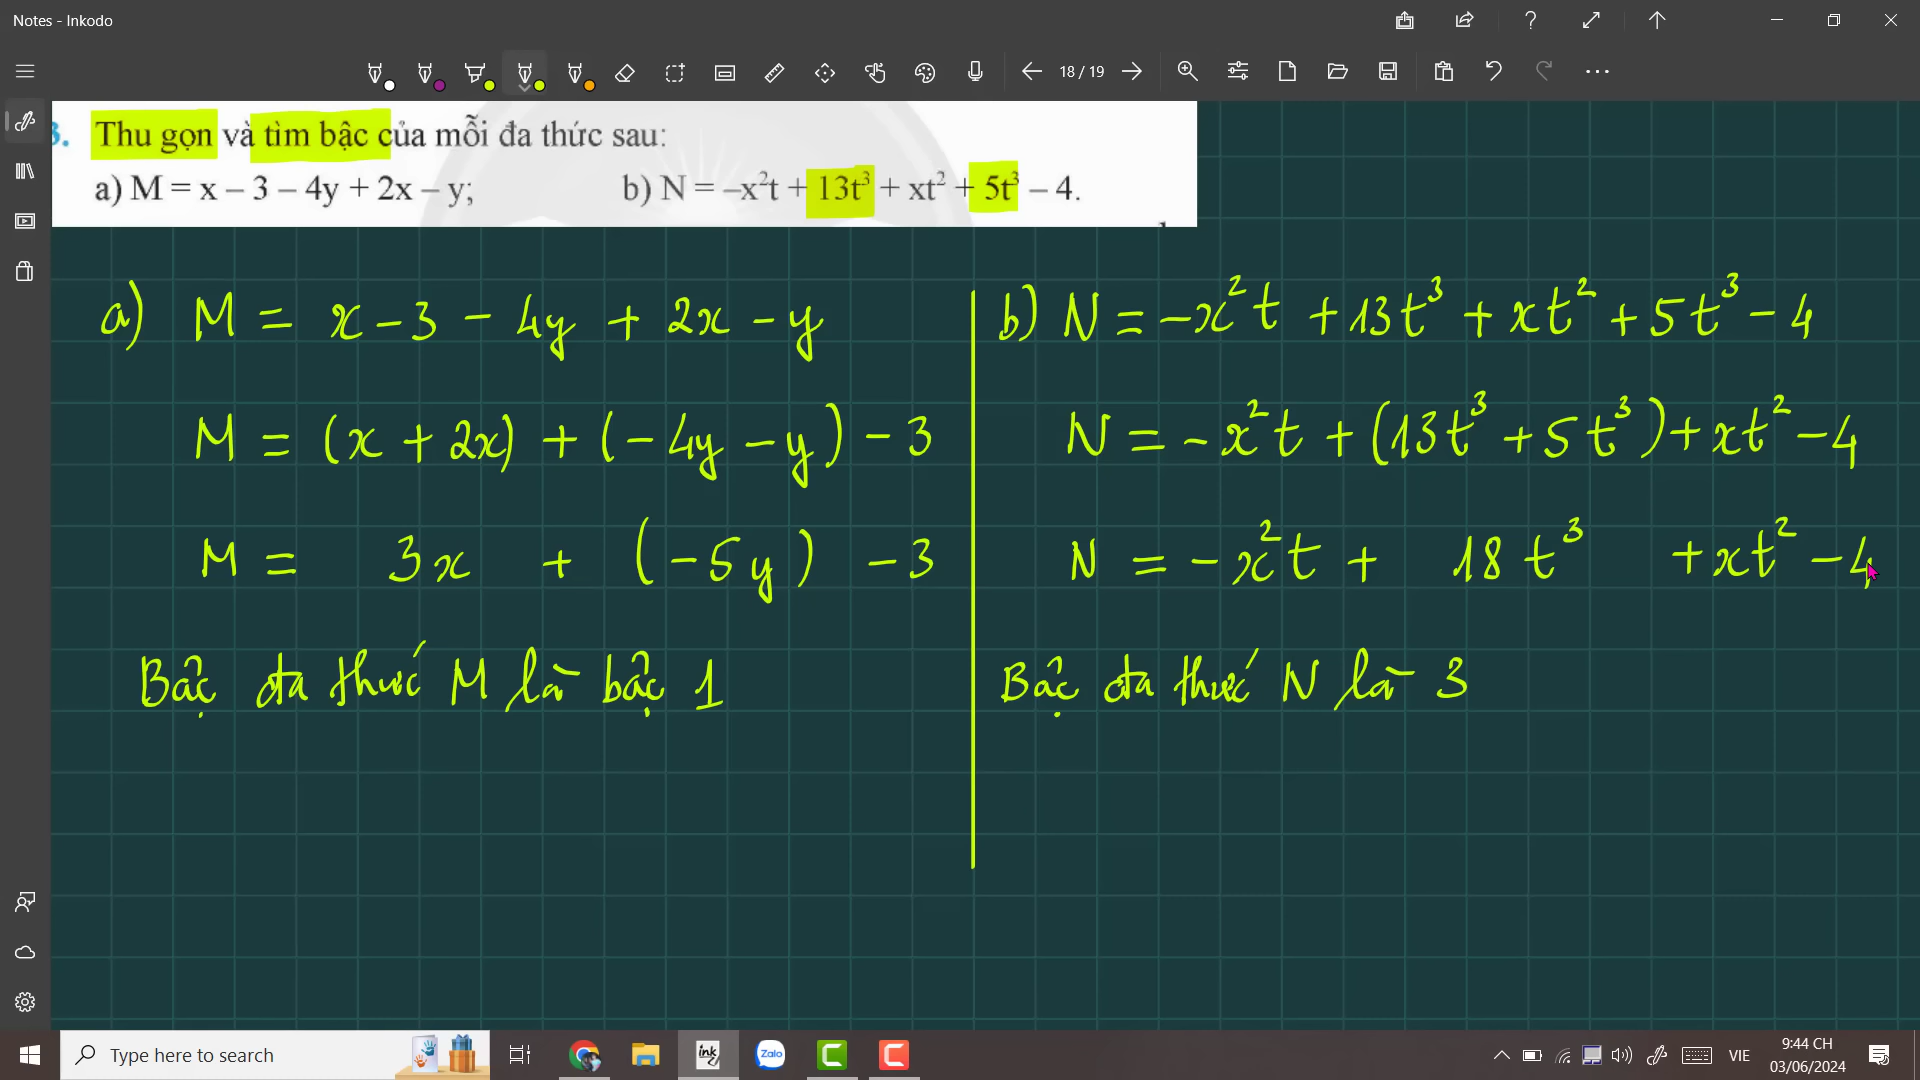 Notes - Inkodo
18 / 19
3. Thu gọn và tìm bậc của mỗi đa thức sau:
a) M = x – 3 – 4y + 2x – y; b) N = –x²t + 13t³ + xt² + 5t³ – 4.
a) M = x - 3 - 4y + 2x - y
M = (x + 2x) + (- 4y - y) - 3
M = 3x + (-5y) - 3
Bậc đa thức M là bậc 1
b) N = -x²t + 13t³ + xt² + 5t³ - 4
N = -x²t + (13t³ + 5t³) + xt² - 4
N = -x²t + 18t³ + xt² - 4
Bậc đa thức N là 3
Type here to search
ink
Zalo
VIE
9:44 CH
03/06/2024